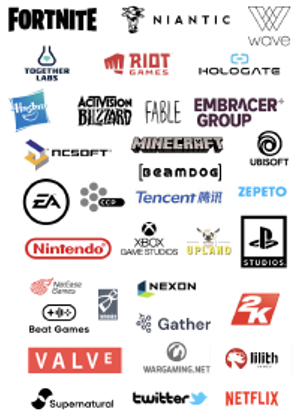 FORTNITE
NIANTIC
wave
TOGETHER
LABS
RIOT
GAMES
HOLOGATE
Hasbro
ACTIVISION
BLIZZARD
FABLE
EMBRACER+
GROUP
NCSOFT
MINECRAFT
UBISOFT
[BEAMDOG]
EA
CCP
Tencent 腾讯
ZEPETO
Nintendo
XBOX
GAME STUDIOS
UPLAND
STUDIOS
NetEase
Games
NEXON
2K
Beat Games
Gather
VALVE
WARGAMING.NET
lilith
Supernatural
twitter
NETFLIX